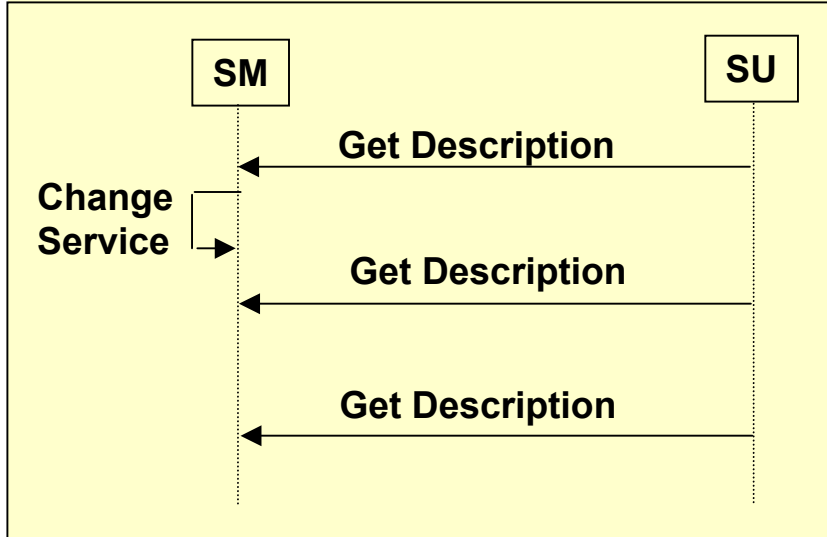 SM
SU
Get Description
Change
Service
Get Description
Get Description